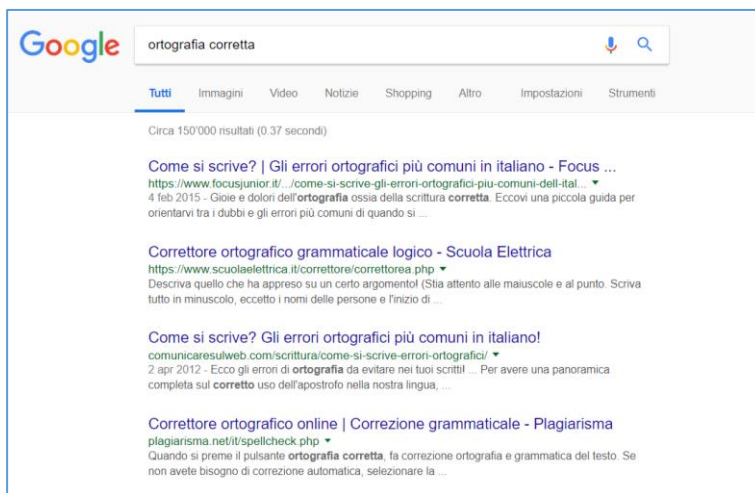 Google
ortografia corretta
Tutti Immagini Video Notizie Shopping Altro Impostazioni Strumenti
Circa 150'000 risultati (0.37 secondi)
Come si scrive? | Gli errori ortografici più comuni in italiano - Focus ...
https://www.focusjunior.it/.../come-si-scrive-gli-errori-ortografici-piu-comuni-dell-ital...
4 feb 2015 - Gioie e dolori dell'ortografia ossia della scrittura corretta. Eccovi una piccola guida per
orientarvi tra i dubbi e gli errori più comuni di quando si ...
Correttore ortografico grammaticale logico - Scuola Elettrica
https://www.scuolaelettrica.it/correttore/correttorea.php
Descriva quello che ha appreso su un certo argomento! (Stia attento alle maiuscole e al punto. Scriva
tutto in minuscolo, eccetto i nomi delle persone e l'inizio di ...
Come si scrive? Gli errori ortografici più comuni in italiano!
comunicaresulweb.com/scrittura/come-si-scrive-errori-ortografici/
2 apr 2012 - Ecco gli errori di ortografia da evitare nei tuoi scritti! ... Per avere una panoramica
completa sul corretto uso dell'apostrofo nella nostra lingua, ...
Correttore ortografico online | Correzione grammaticale - Plagiarisma
plagiarisma.net/it/spellcheck.php
Quando si preme il pulsante ortografia corretta, fa correzione ortografia e grammatica del testo. Se
non avete bisogno di correzione automatica, selezionare la ...